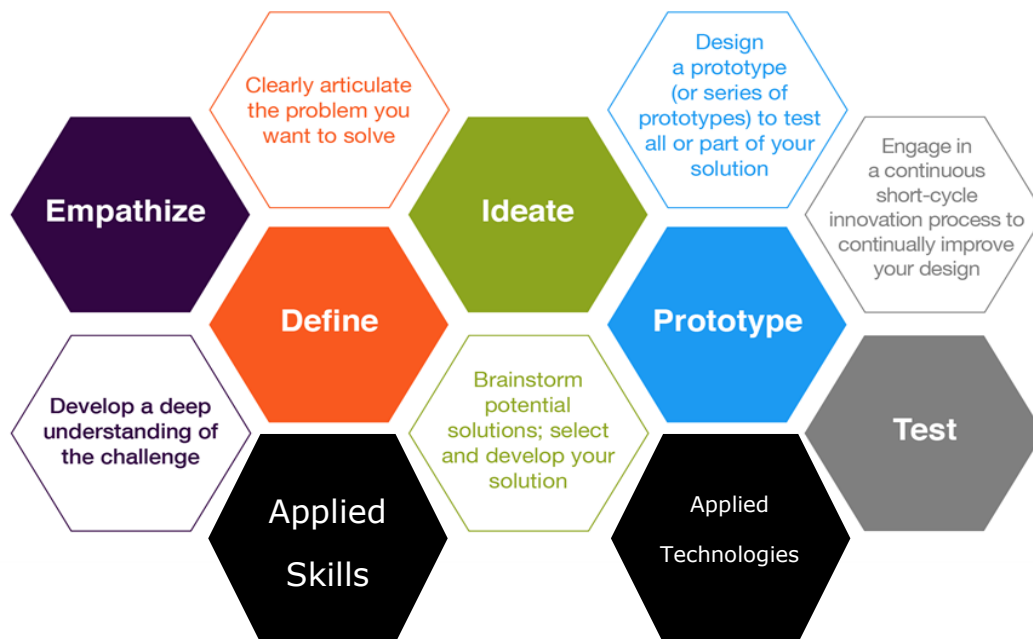 Empathize
Develop a deep
understanding of
the challenge
Clearly articulate
the problem you
want to solve
Define
Applied
Skills
Ideate
Brainstorm
potential
solutions; select
and develop your
solution
Design
a prototype
(or series of
prototypes) to test
all or part of your
solution
Prototype
Applied
Technologies
Engage in
a continuous
short-cycle
innovation process to
continually improve
your design
Test